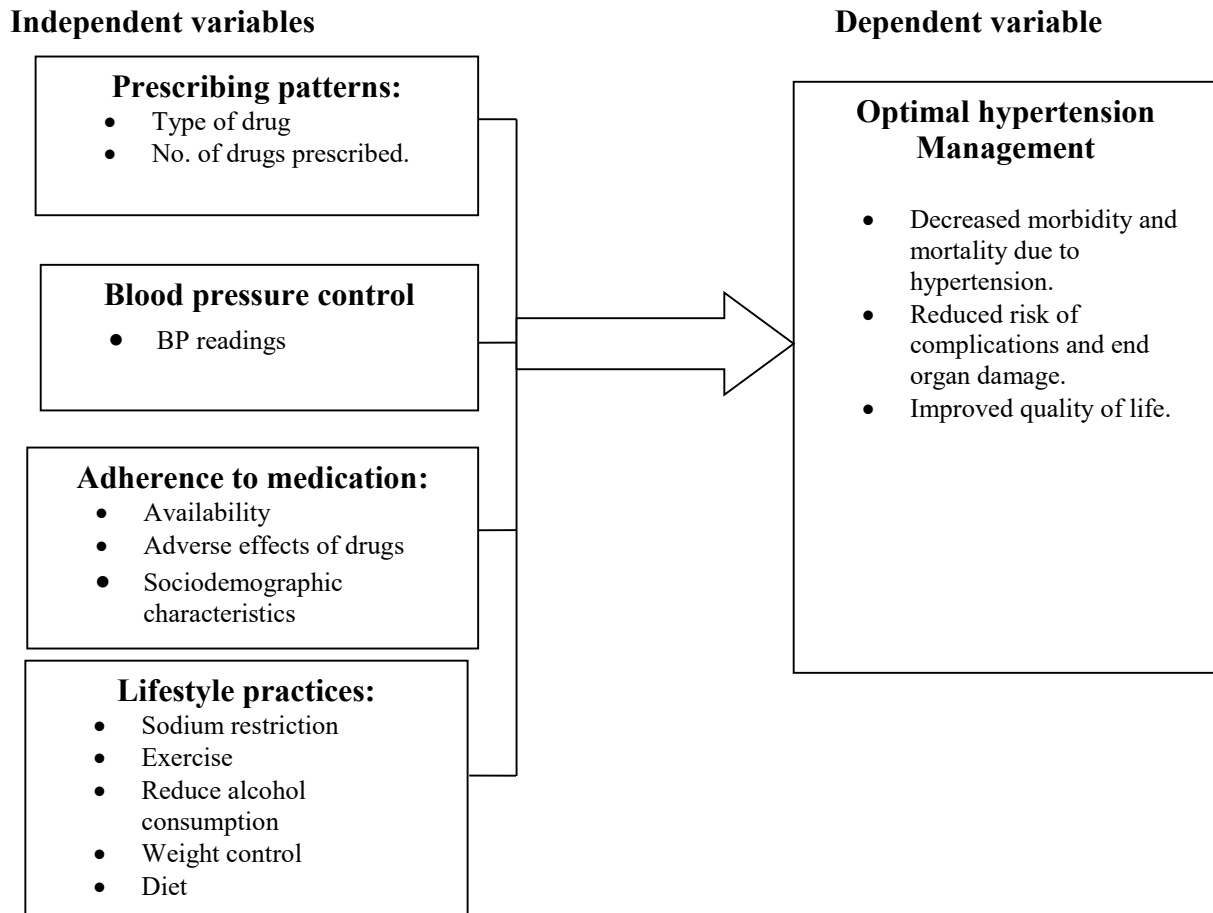 Independent variables
Dependent variable
Prescribing patterns:
• Type of drug
• No. of drugs prescribed.
Blood pressure control
• BP readings
Adherence to medication:
• Availability
• Adverse effects of drugs
• Sociodemographic
characteristics
Lifestyle practices:
• Sodium restriction
• Exercise
• Reduce alcohol
consumption
• Weight control
• Diet
Optimal hypertension
Management
• Decreased morbidity and
mortality due to
hypertension.
• Reduced risk of
complications and end
organ damage.
• Improved quality of life.